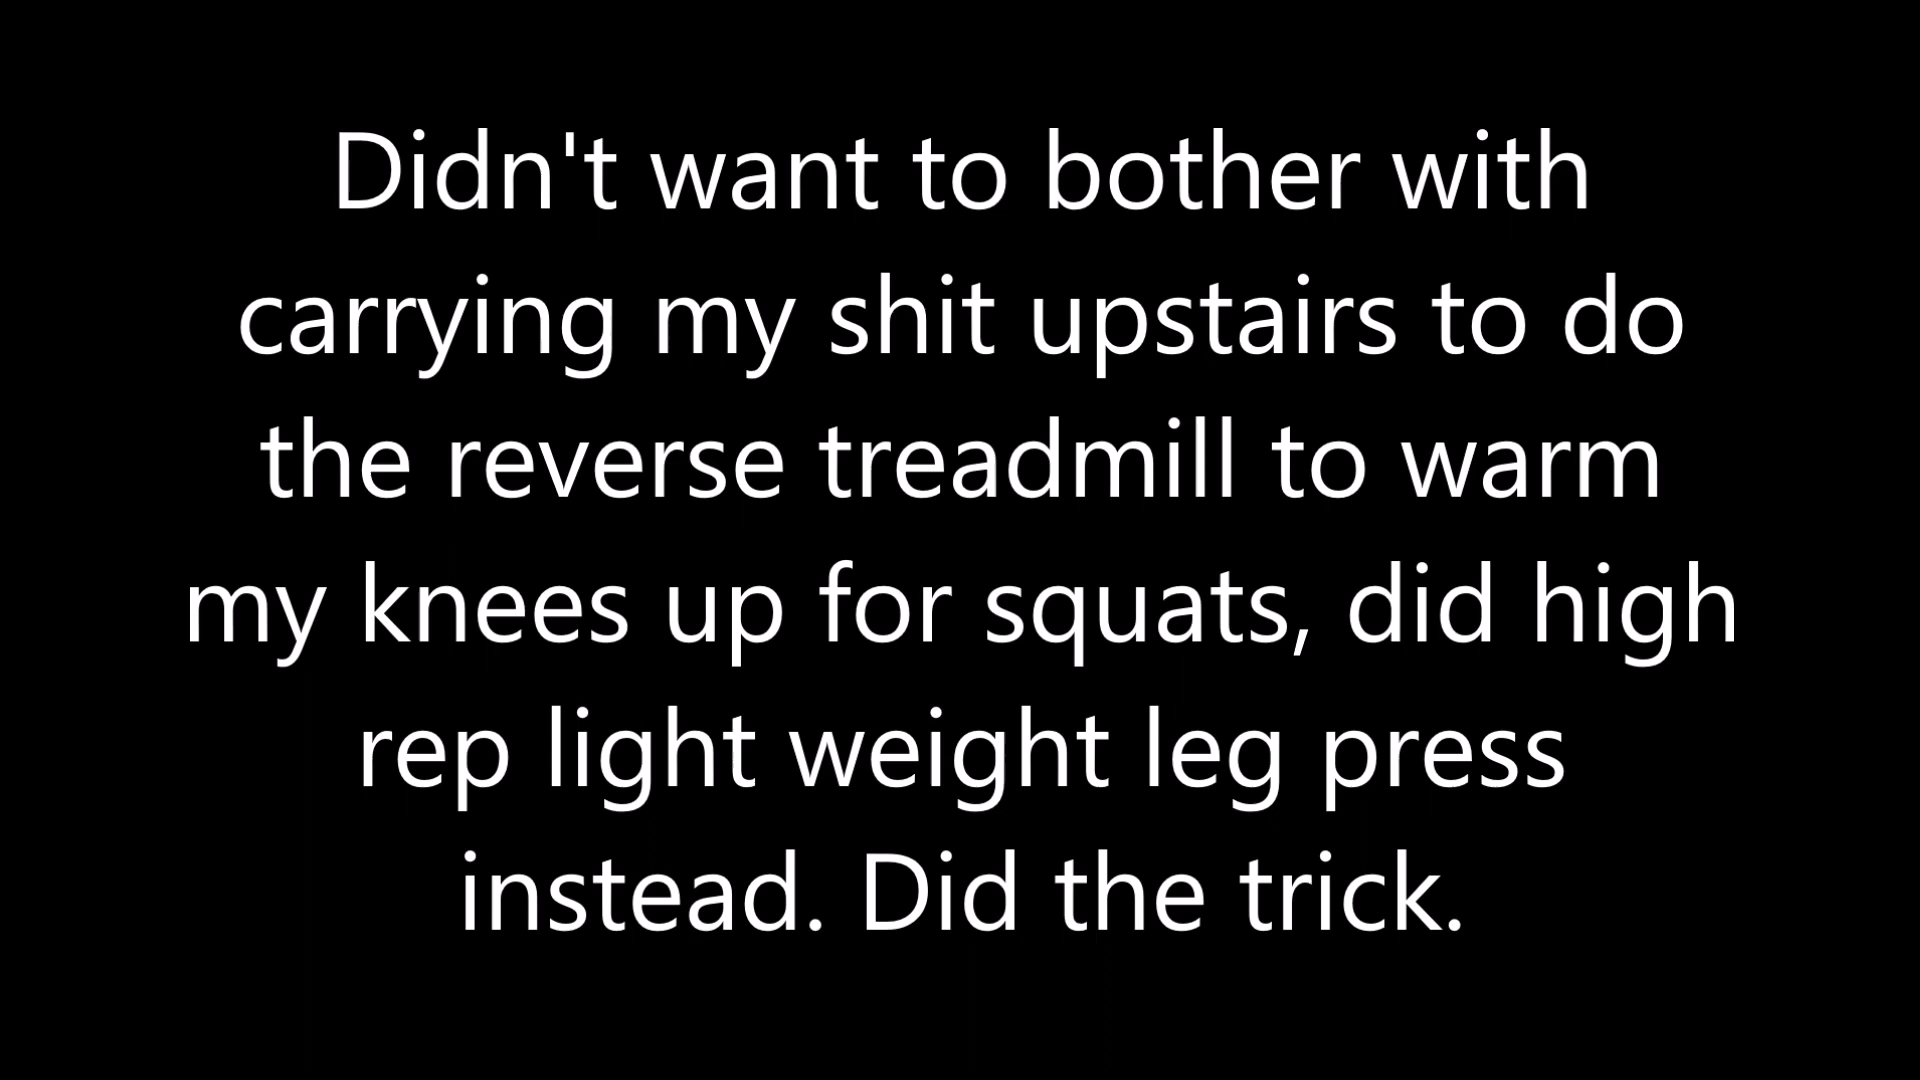 Didn't want to bother with
carrying my shit upstairs to do
the reverse treadmill to warm
my knees up for squats, did high
rep light weight leg press
instead. Did the trick.